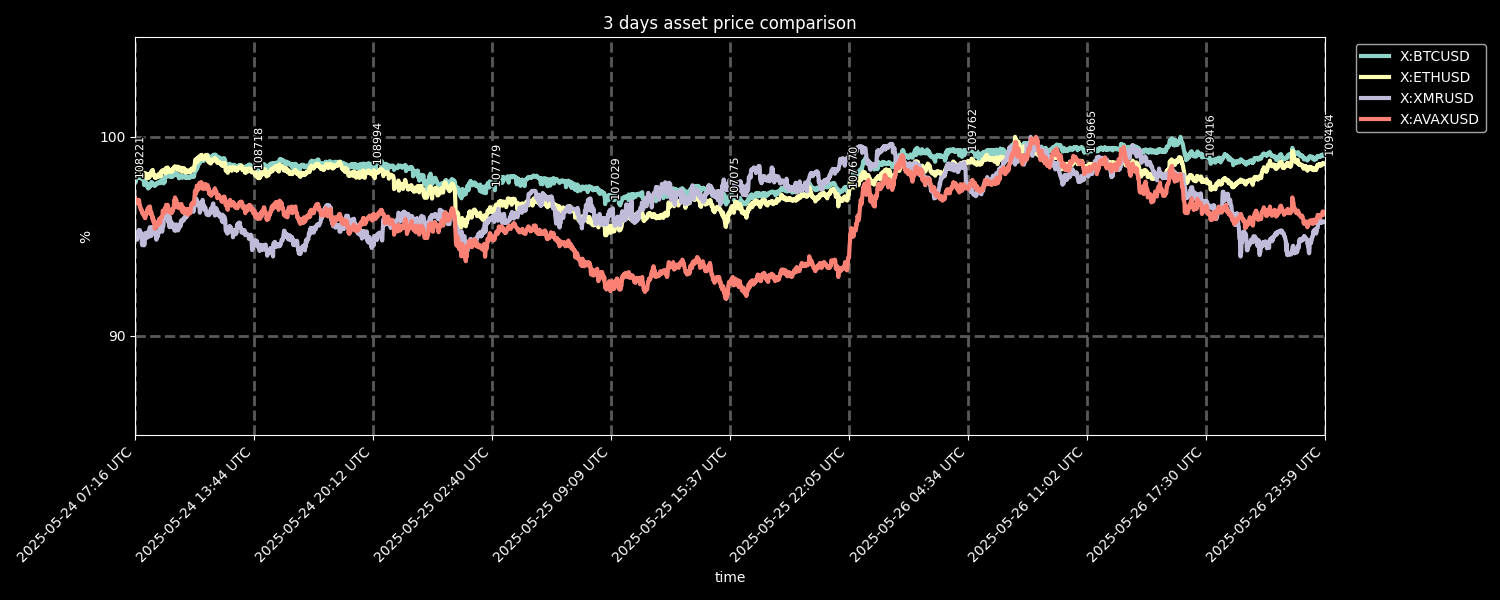 3 days asset price comparison
X:BTCUSD
X:ETHUSD
X:XMRUSD
X:AVAXUSD
100
90
%
108221
108718
108994
107779
107029
107075
107670
109762
109665
109416
109464
2025-05-24 07:16 UTC
2025-05-24 13:44 UTC
2025-05-24 20:12 UTC
2025-05-25 02:40 UTC
2025-05-25 09:09 UTC
2025-05-25 15:37 UTC
2025-05-25 22:05 UTC
2025-05-26 04:34 UTC
2025-05-26 11:02 UTC
2025-05-26 17:30 UTC
2025-05-26 23:59 UTC
time